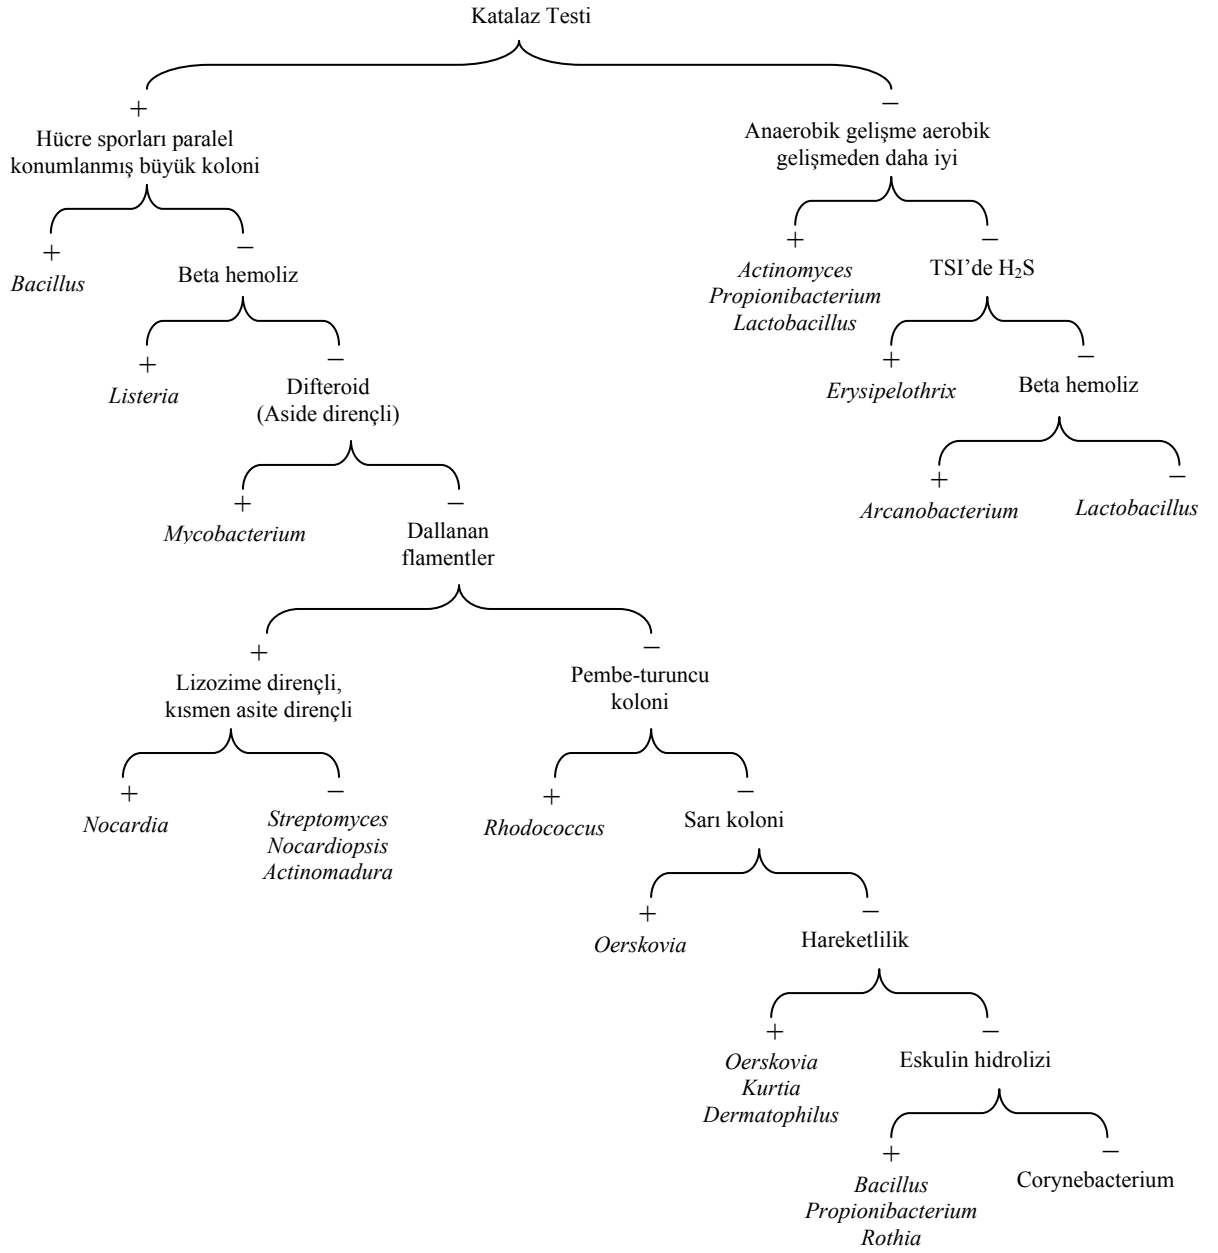 Katalaz Testi
+
−
Hücre sporları paralel
konumlanmış büyük koloni
Anaerobik gelişme aerobik
gelişmeden daha iyi
+
−
+
−
Bacillus
Beta hemoliz
Actinomyces
Propionibacterium
Lactobacillus
TSI’de H₂S
+
−
+
−
Listeria
Difteroid
(Aside dirençli)
Erysipelothrix
Beta hemoliz
+
−
+
−
Mycobacterium
Dallanan
flamentler
Arcanobacterium
Lactobacillus
+
−
Lizozime dirençli,
kısmen asite dirençli
Pembe-turuncu
koloni
+
−
+
−
Nocardia
Streptomyces
Nocardiopsis
Actinomadura
Rhodococcus
Sarı koloni
+
−
Oerskovia
Hareketlilik
+
−
Oerskovia
Kurtia
Dermatophilus
Eskulin hidrolizi
+
−
Bacillus
Propionibacterium
Rothia
Corynebacterium